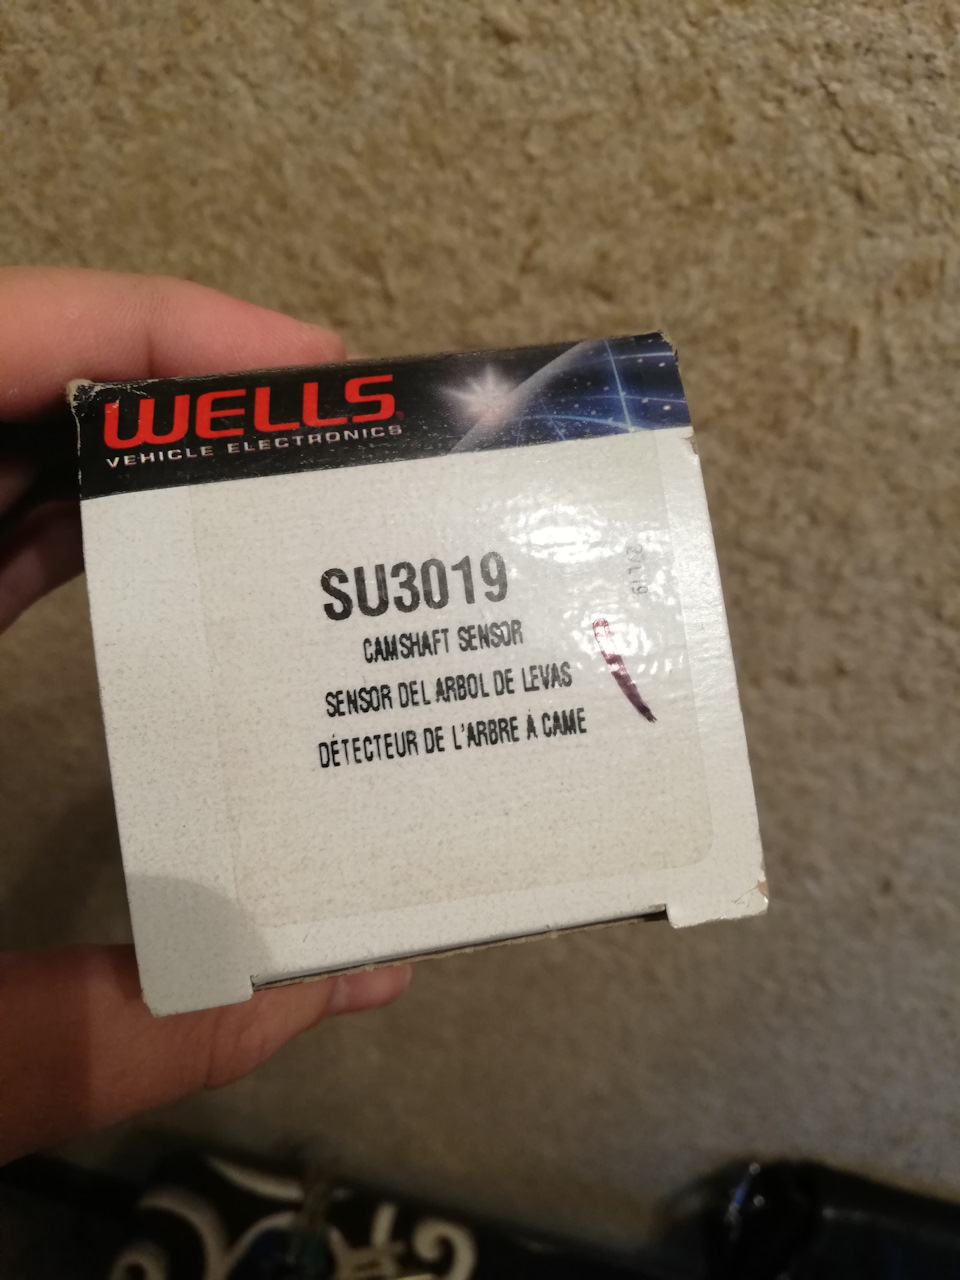 WELLS
VEHICLE ELECTRONICS
SU3019
CAMSHAFT SENSOR
SENSOR DEL ARBOL DE LEVAS
DÉTECTEUR DE L'ARBRE À CAME